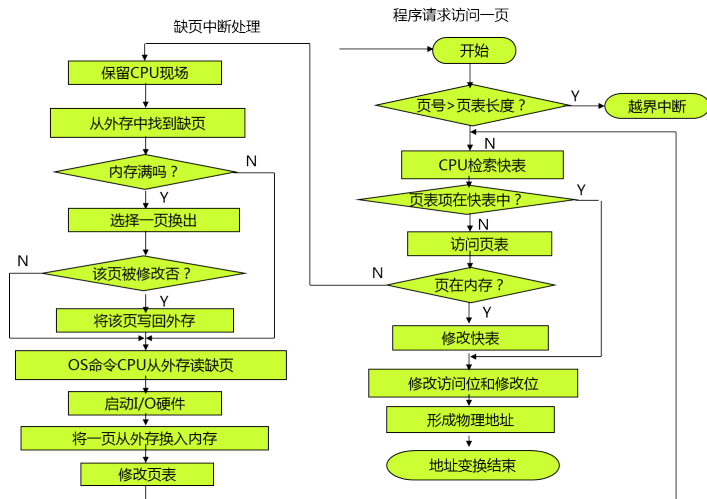 缺页中断处理
保留CPU现场
从外存中找到缺页
内存满吗？
N
Y
选择一页换出
N
该页被修改否？
Y
将该页写回外存
OS命令CPU从外存读缺页
启动I/O硬件
将一页从外存换入内存
修改页表
程序请求访问一页
开始
页号>页表长度？
Y
越界中断
N
CPU检索快表
页表项在快表中？
Y
N
访问页表
N
页在内存？
Y
修改快表
修改访问位和修改位
形成物理地址
地址变换结束